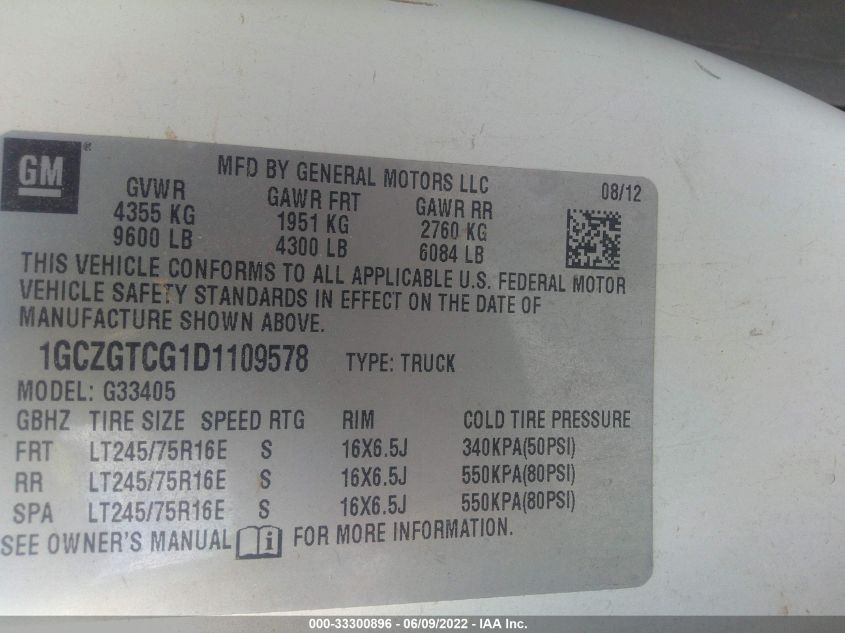 GM®
MFD BY GENERAL MOTORS LLC 08/12
GVWR GAWR FRT GAWR RR
4355 KG 1951 KG 2760 KG
9600 LB 4300 LB 6084 LB
THIS VEHICLE CONFORMS TO ALL APPLICABLE U.S. FEDERAL MOTOR
VEHICLE SAFETY STANDARDS IN EFFECT ON THE DATE OF
MANUFACTURE SHOWN ABOVE.
1GCZGTCG1D1109578 TYPE: TRUCK
MODEL: G33405
GBHZ TIRE SIZE SPEED RTG RIM COLD TIRE PRESSURE
FRT LT245/75R16E S 16X6.5J 340KPA(50PSI)
RR LT245/75R16E S 16X6.5J 550KPA(80PSI)
SPA LT245/75R16E S 16X6.5J 550KPA(80PSI)
SEE OWNER'S MANUAL i FOR MORE INFORMATION.
000-33300896 - 06/09/2022 - IAA Inc.